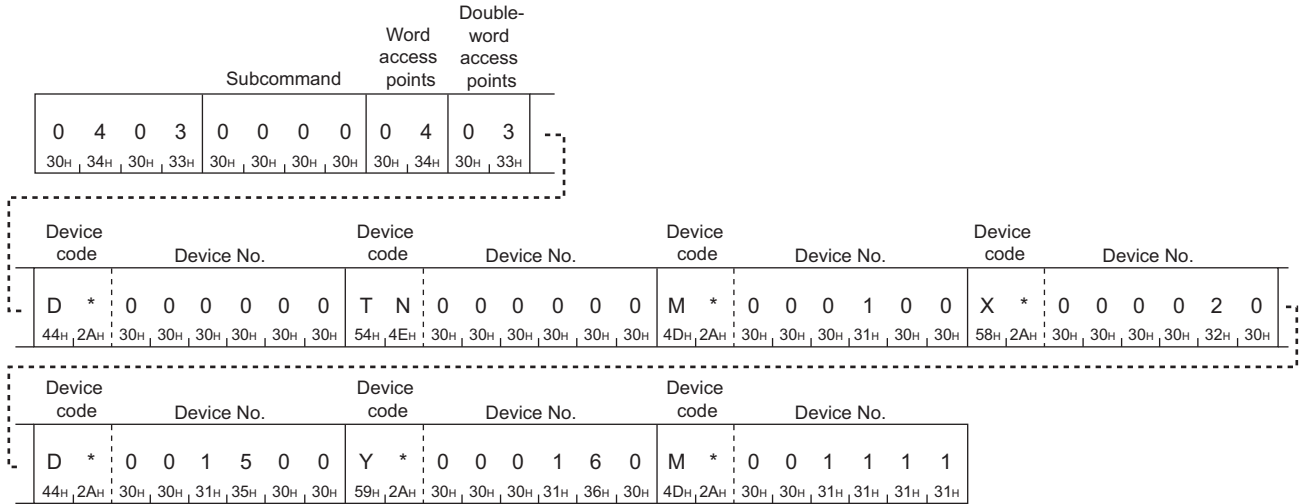 Double-
Word word
access access
Subcommand points points
0 4 0 3 0 0 0 0 0 4 0 3
30H 34H 30H 33H 30H 30H 30H 30H 30H 34H 30H 33H
Device Device Device Device
code Device No. code Device No. code Device No. code Device No.
D * 0 0 0 0 0 0 T N 0 0 0 0 0 0 M * 0 0 0 1 0 0 X * 0 0 0 0 2 0
44H 2AH 30H 30H 30H 30H 30H 30H 54H 4EH 30H 30H 30H 30H 30H 30H 4DH 2AH 30H 30H 30H 31H 30H 30H 58H 2AH 30H 30H 30H 30H 32H 30H
Device Device Device
code Device No. code Device No. code Device No.
D * 0 0 1 5 0 0 Y * 0 0 0 1 6 0 M * 0 0 1 1 1 1
44H 2AH 30H 30H 31H 35H 30H 30H 59H 2AH 30H 30H 30H 31H 36H 30H 4DH 2AH 30H 30H 31H 31H 31H 31H